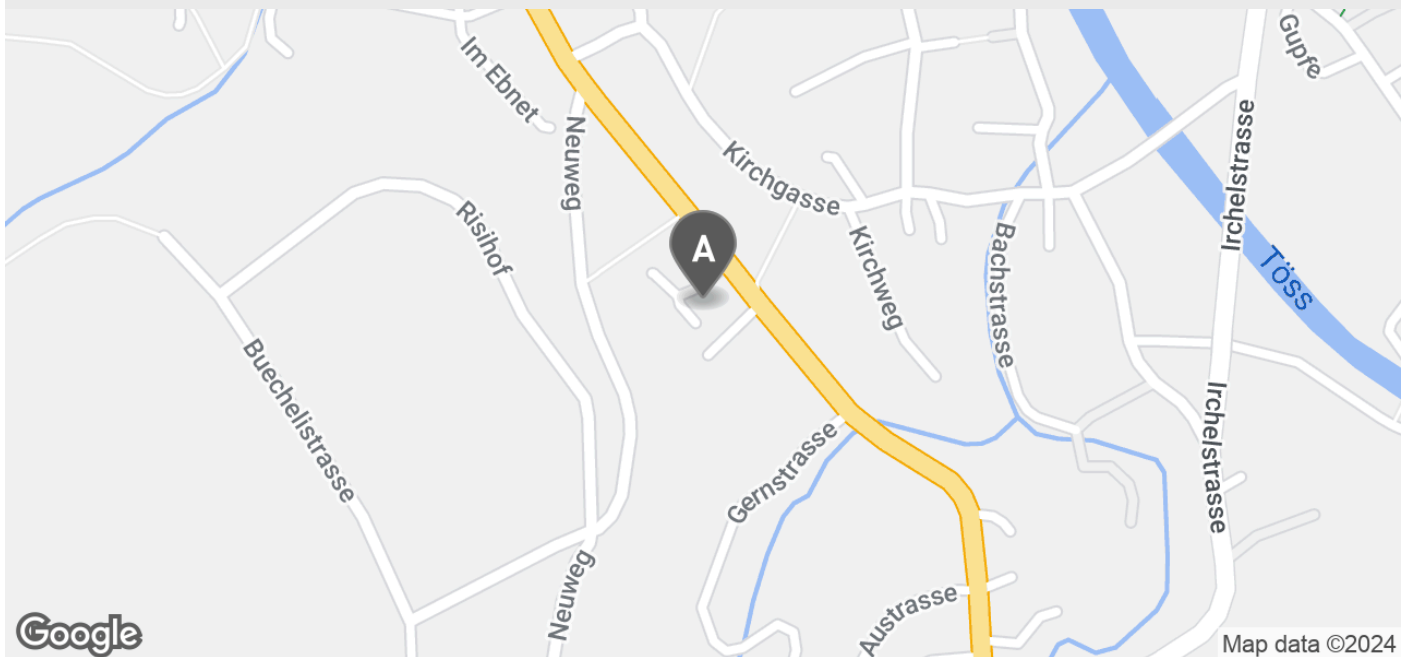 Gupfe
Im Ebnet
Neuweg
Kirchgasse
Irchelstrasse
Risihof
A
Kirchweg
Bachstrasse
Töss
Buechelistrasse
Irchelstrasse
Gernstrasse
Neuweg
Austrasse
Google
Map data ©2024